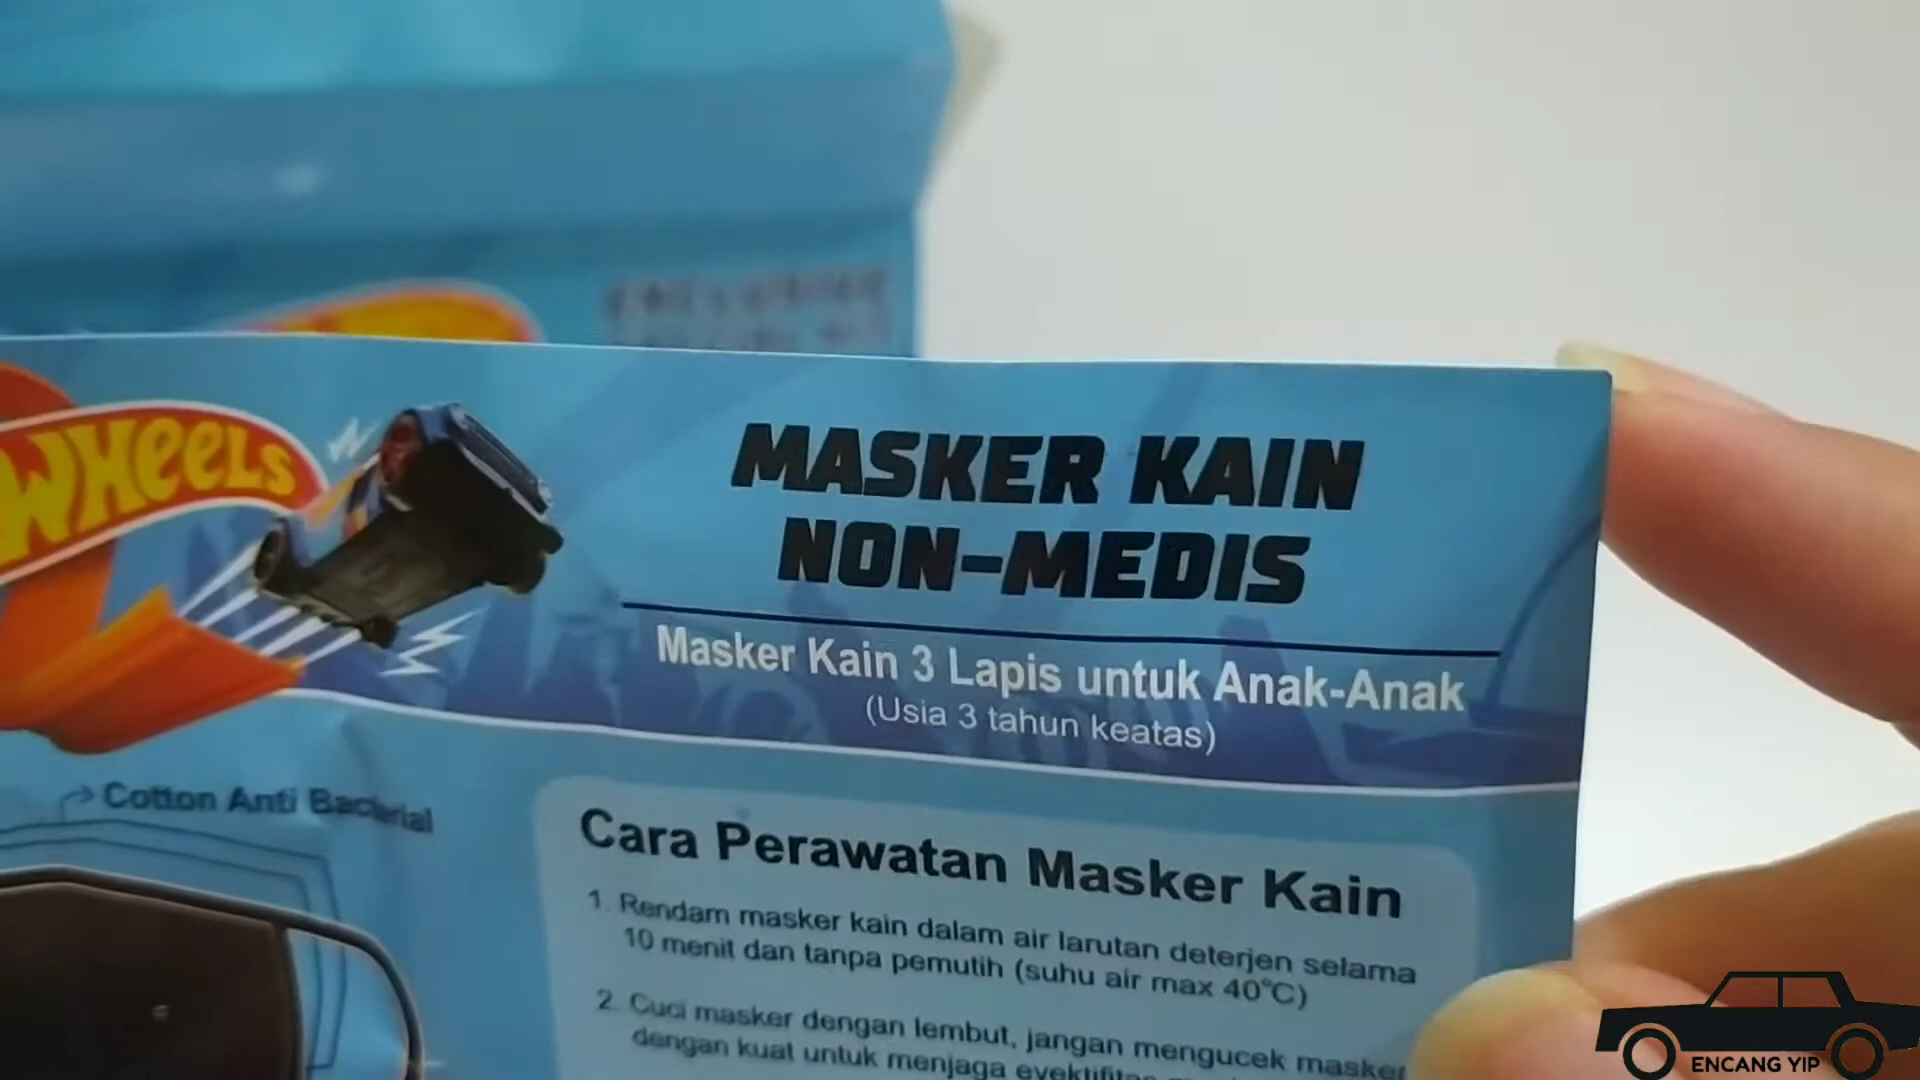 WHEELS
MASKER KAIN
NON-MEDIS
Masker Kain 3 Lapis untuk Anak-Anak
(Usia 3 tahun keatas)
Cotton Anti Bacterial
Cara Perawatan Masker Kain
1. Rendam masker kain dalam air larutan deterjen selama
10 menit dan tanpa pemutih (suhu air max 40°C)
2. Cuci masker dengan lembut, jangan mengucek masker
dengan kuat untuk menjaga
ENCANG YIP